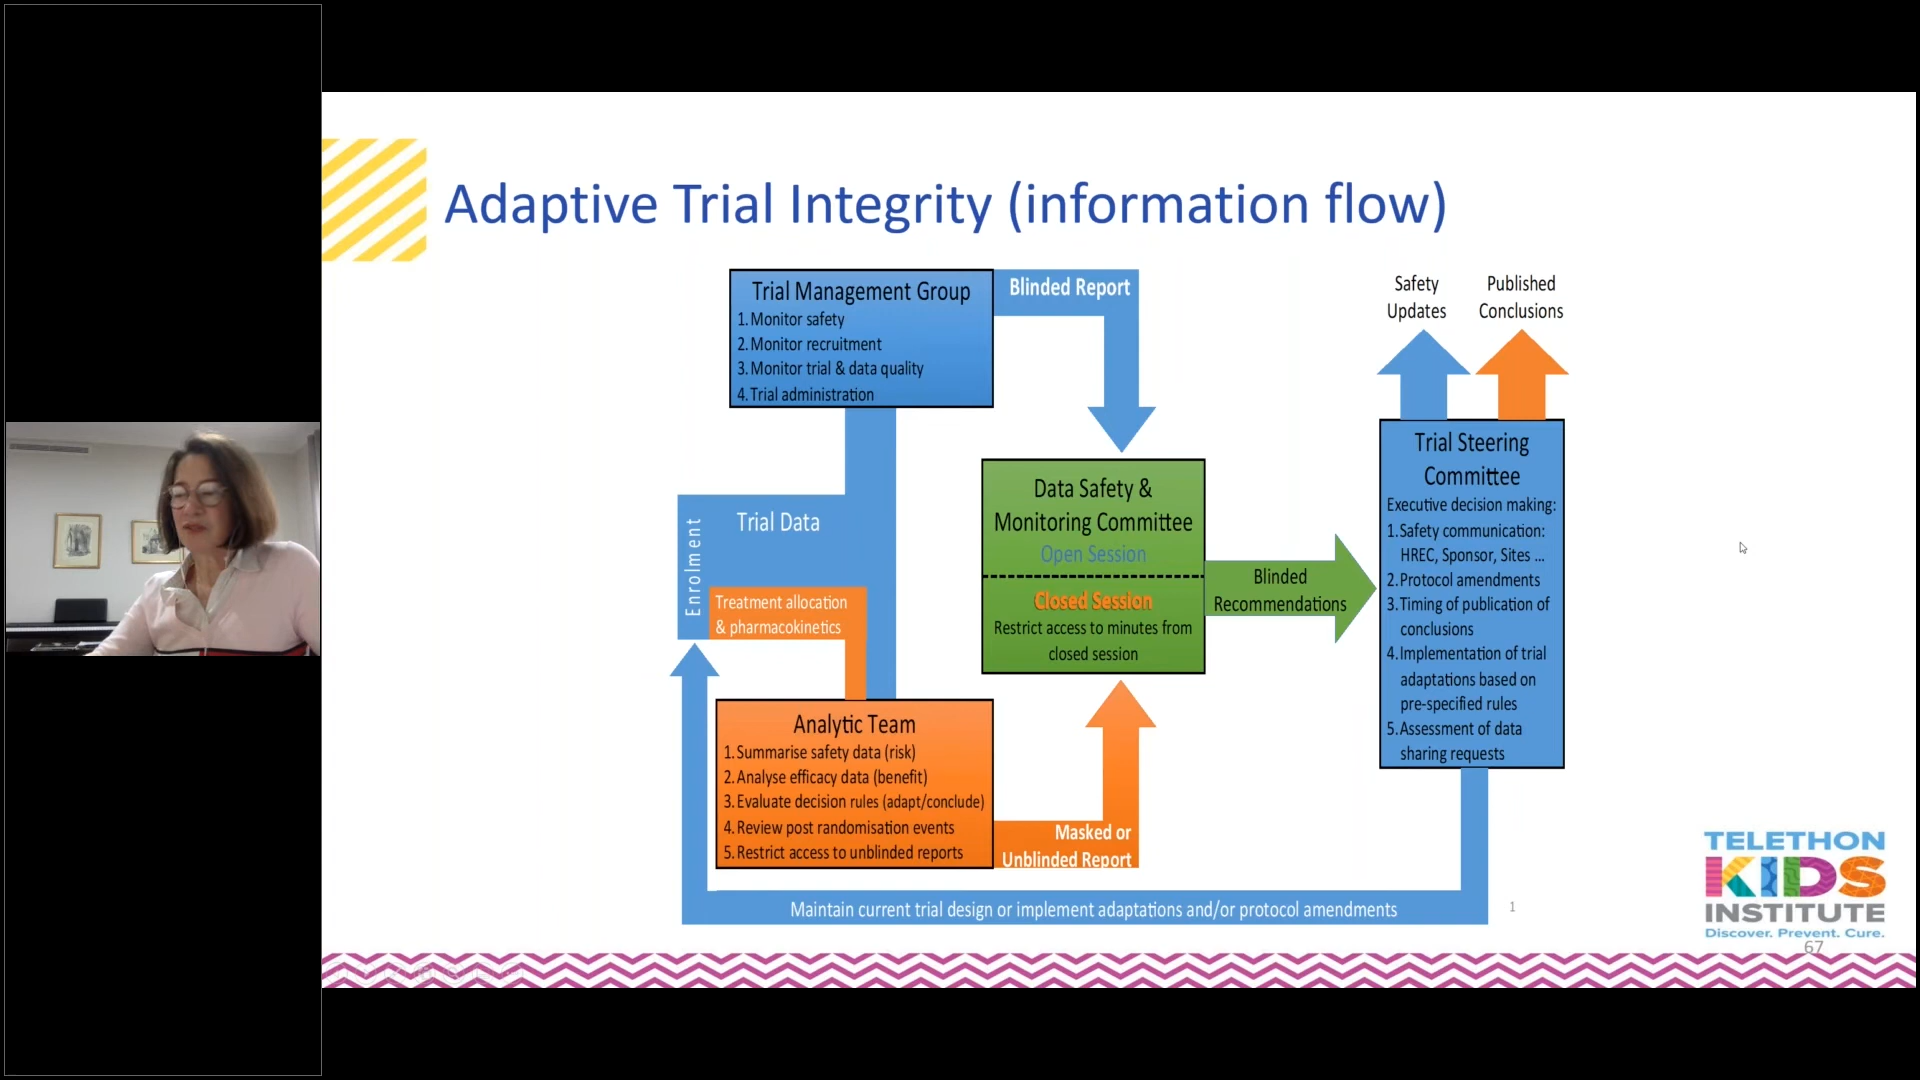 Adaptive Trial Integrity (information flow)
Trial Management Group
1. Monitor safety
2. Monitor recruitment
3. Monitor trial & data quality
4. Trial administration
Blinded Report
Safety
Updates
Published
Conclusions
Enrolment
Trial Data
Treatment allocation
& pharmacokinetics
Data Safety &
Monitoring Committee
Open Session
Closed Session
Restrict access to minutes from
closed session
Blinded
Recommendations
Trial Steering
Committee
Executive decision making:
1. Safety communication:
HREC, Sponsor, Sites ...
2. Protocol amendments
3. Timing of publication of
conclusions
4. Implementation of trial
adaptations based on
pre-specified rules
5. Assessment of data
sharing requests
Analytic Team
1. Summarise safety data (risk)
2. Analyse efficacy data (benefit)
3. Evaluate decision rules (adapt/conclude)
4. Review post randomisation events
5. Restrict access to unblinded reports
Masked or
Unblinded Report
Maintain current trial design or implement adaptations and/or protocol amendments
1
TELETHON
KIDS
INSTITUTE
Discover. Prevent. Cure.
67